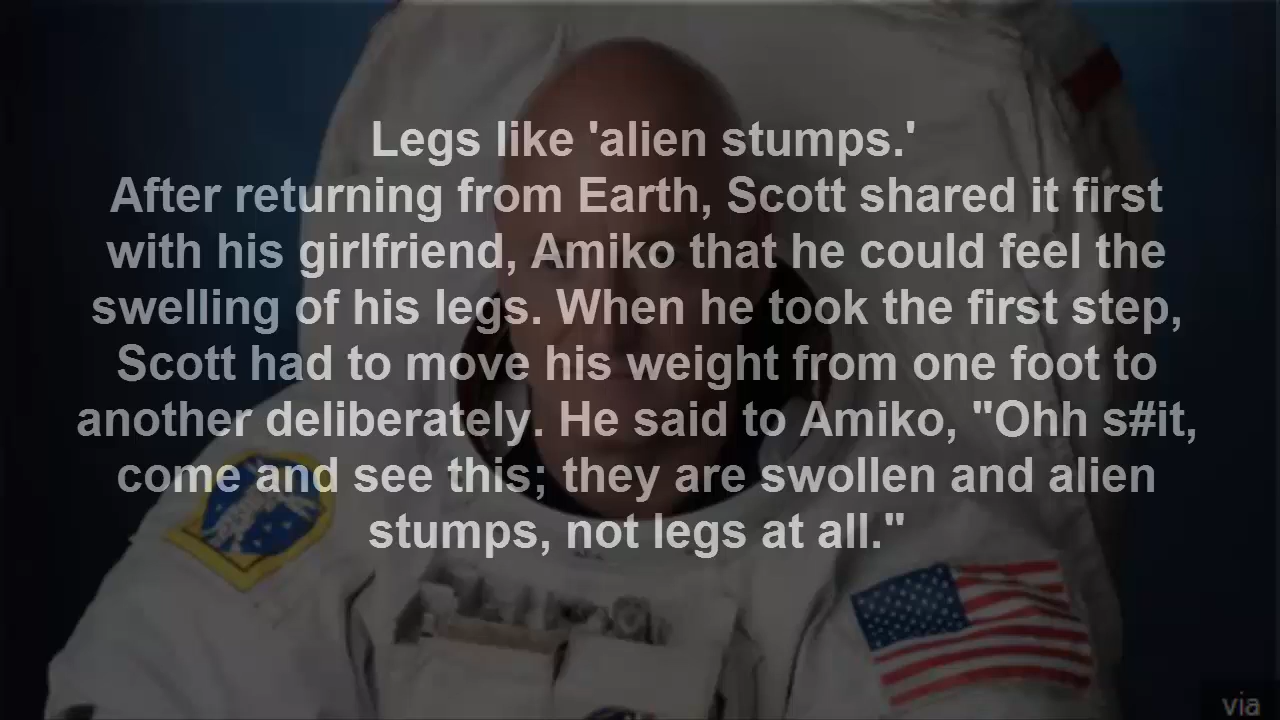 Legs like 'alien stumps.'
After returning from Earth, Scott shared it first
with his girlfriend, Amiko that he could feel the
swelling of his legs. When he took the first step,
Scott had to move his weight from one foot to
another deliberately. He said to Amiko, "Ohh s#it,
come and see this; they are swollen and alien
stumps, not legs at all."
via